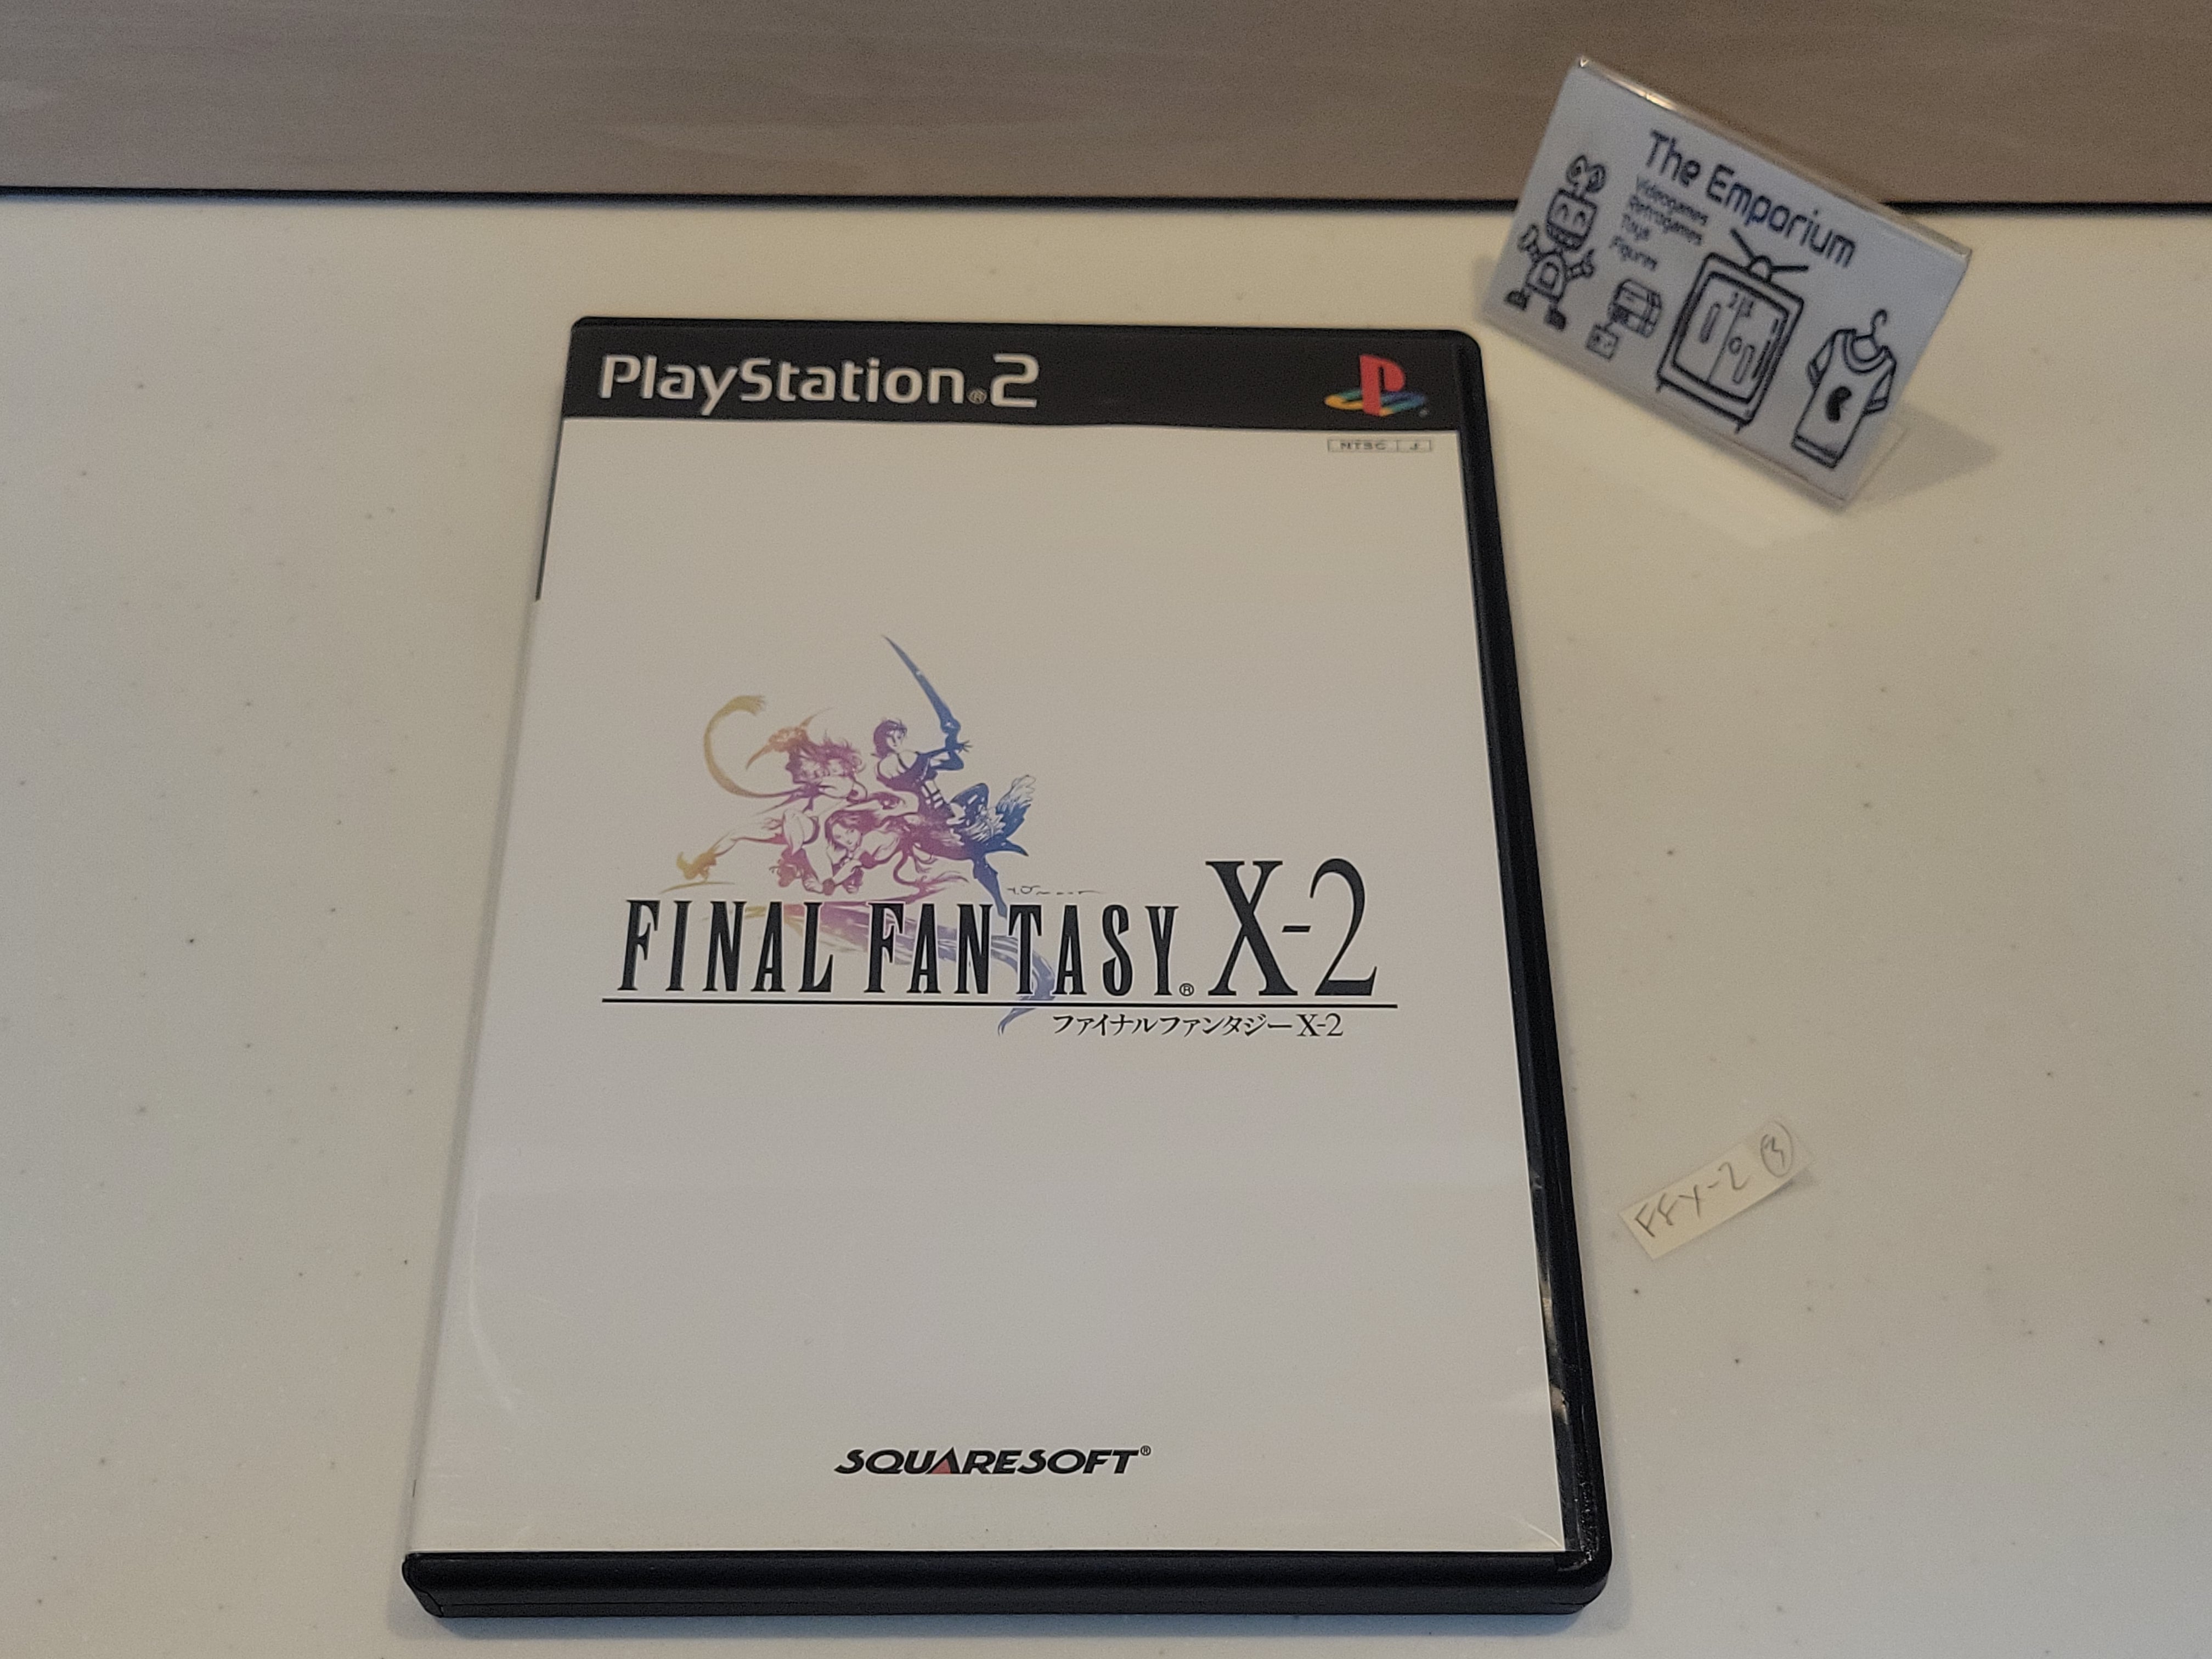 The Emporium
Videogames
Retrogames
Toys
Figures
PlayStation®2
NTSC J
FINAL FANTASY® X-2
ファイナルファンタジーX-2
FFX-2 ③
SQUARESOFT®